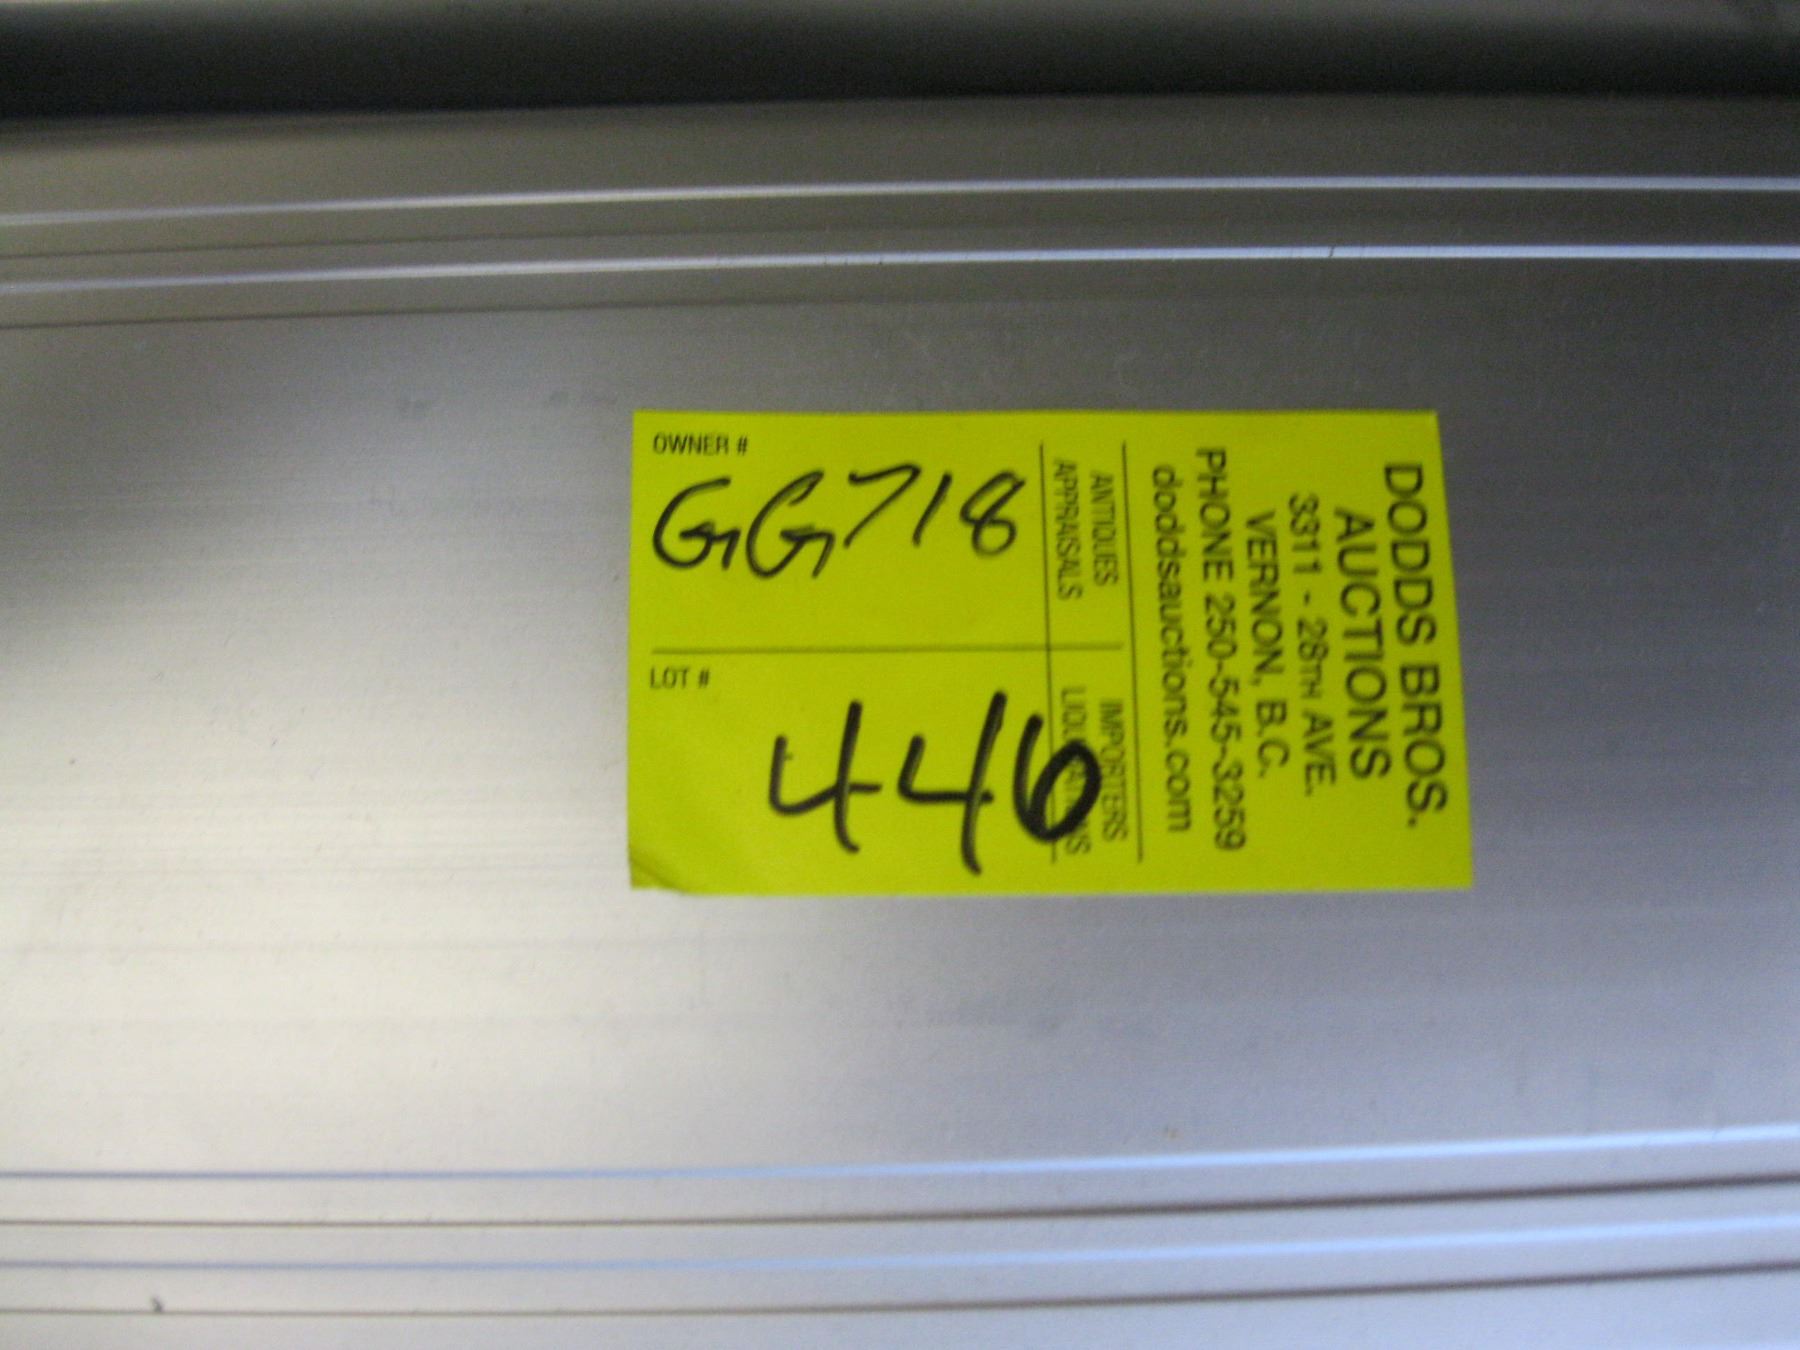 OWNER #
GG718
LOT #
446
ANTIQUES
APPRAISALS
IMPORTERS
LIQUIDATIONS
DODDS BROS.
AUCTIONS
3311 - 28TH AVE.
VERNON, B.C.
PHONE 250-545-3259
doddsauctions.com